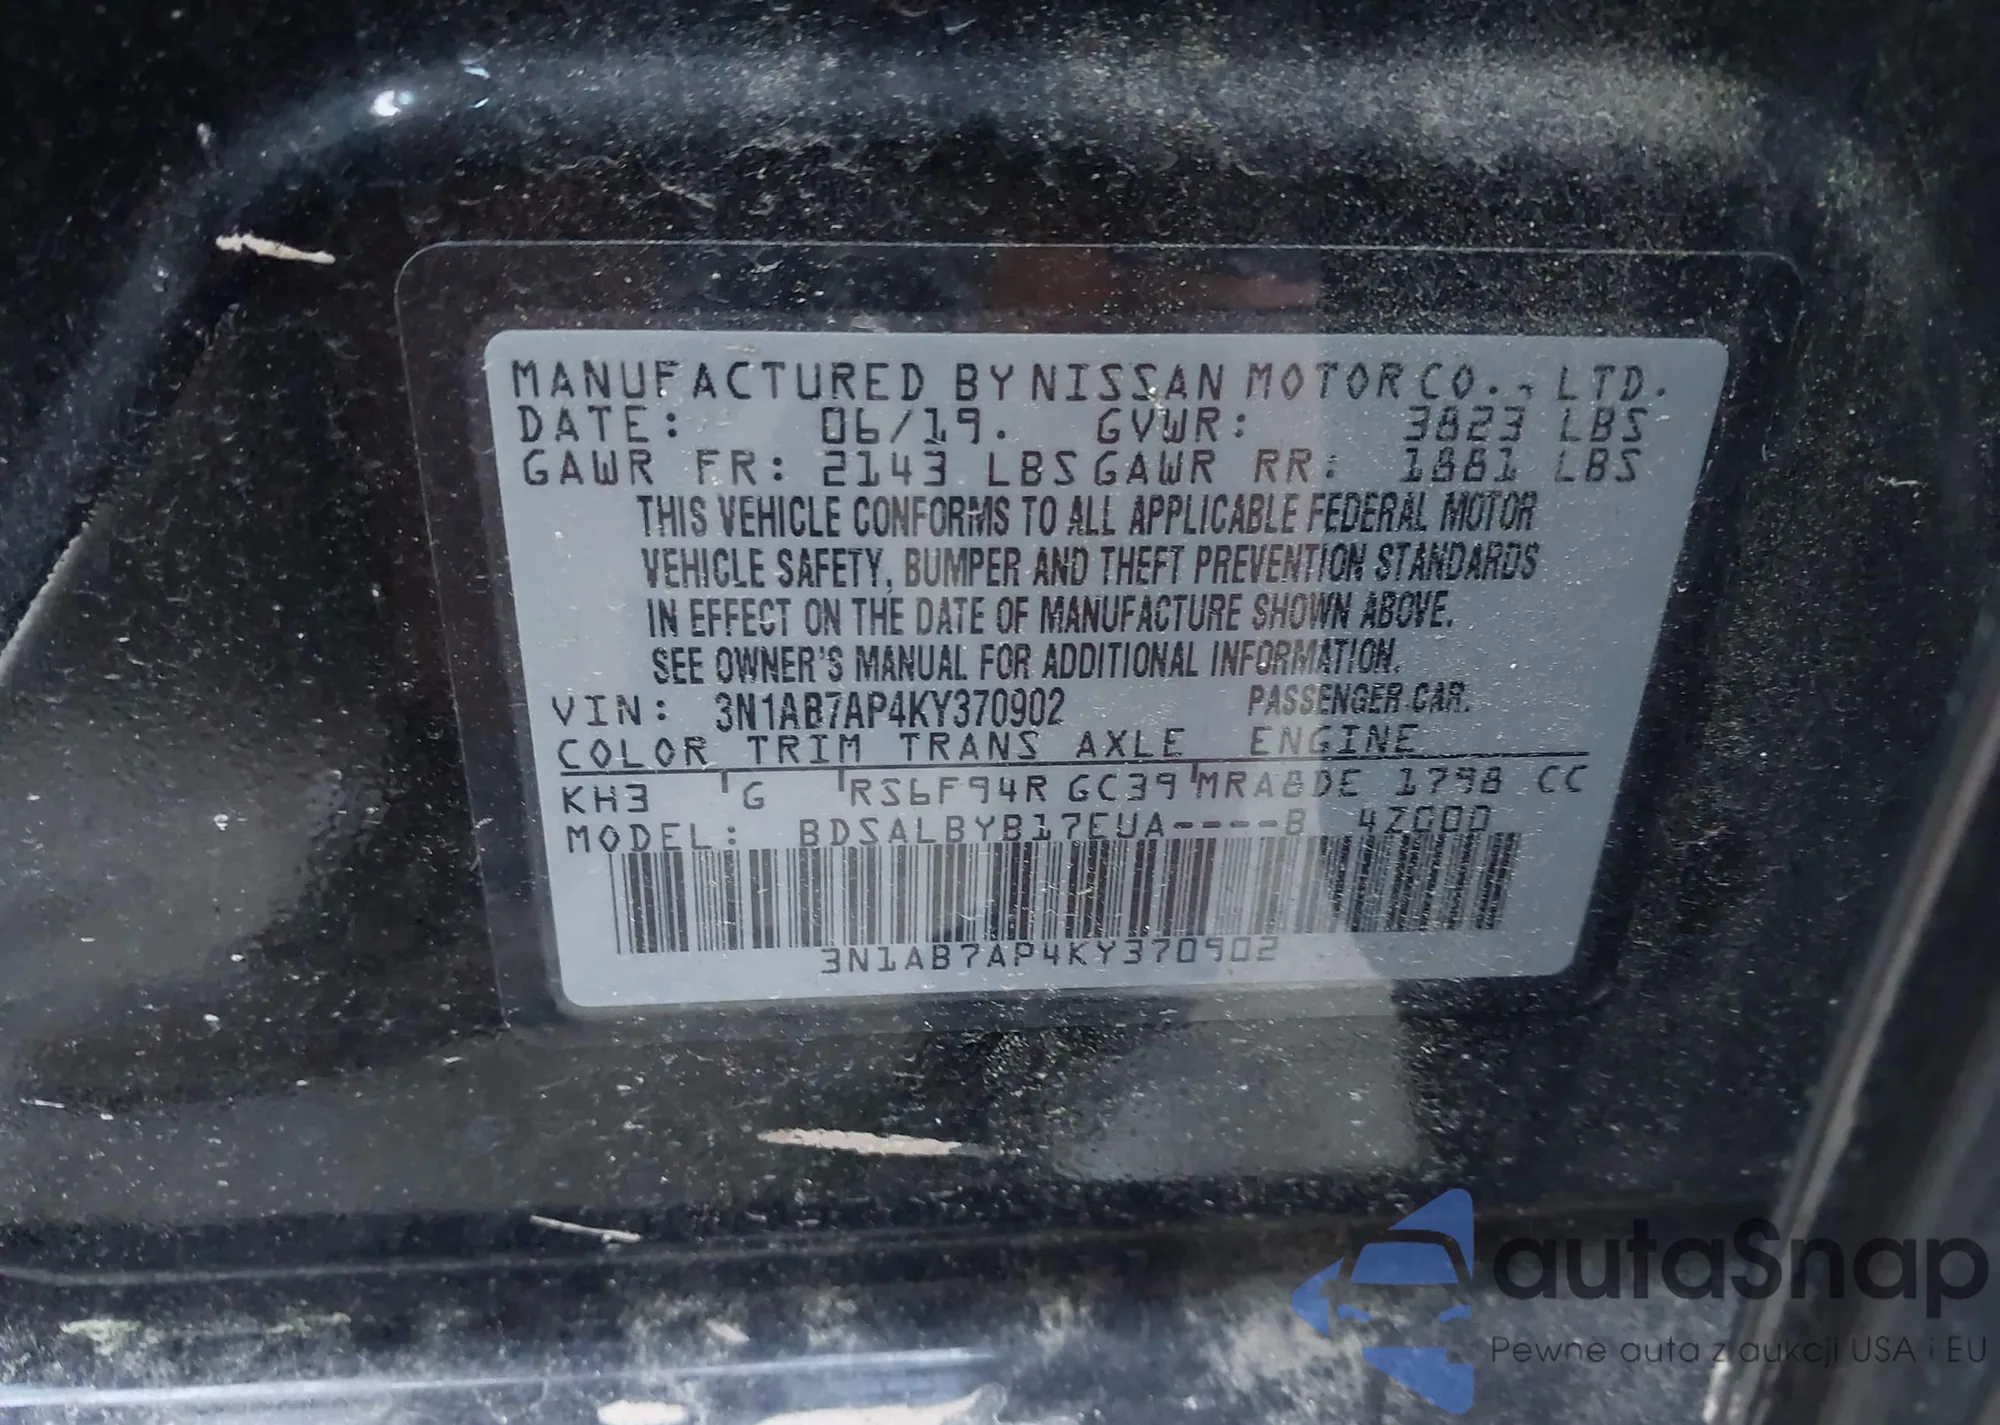 MANUFACTURED BY NISSAN MOTOR CO., LTD.
DATE: 06/19. GVWR: 3823 LBS
GAWR FR: 2143 LBS GAWR RR: 1881 LBS
THIS VEHICLE CONFORMS TO ALL APPLICABLE FEDERAL MOTOR
VEHICLE SAFETY, BUMPER AND THEFT PREVENTION STANDARDS
IN EFFECT ON THE DATE OF MANUFACTURE SHOWN ABOVE.
SEE OWNER'S MANUAL FOR ADDITIONAL INFORMATION.
VIN: 3N1AB7AP4KY370902 PASSENGER CAR.
COLOR TRIM TRANS AXLE ENGINE
KH3 G RS6F94R GC39 MRA8DE 1798 CC
MODEL: BDSALBYB17EUA----B 4Z000
3N1AB7AP4KY370902
autaSnap
Pewne auta z aukcji USA i EU